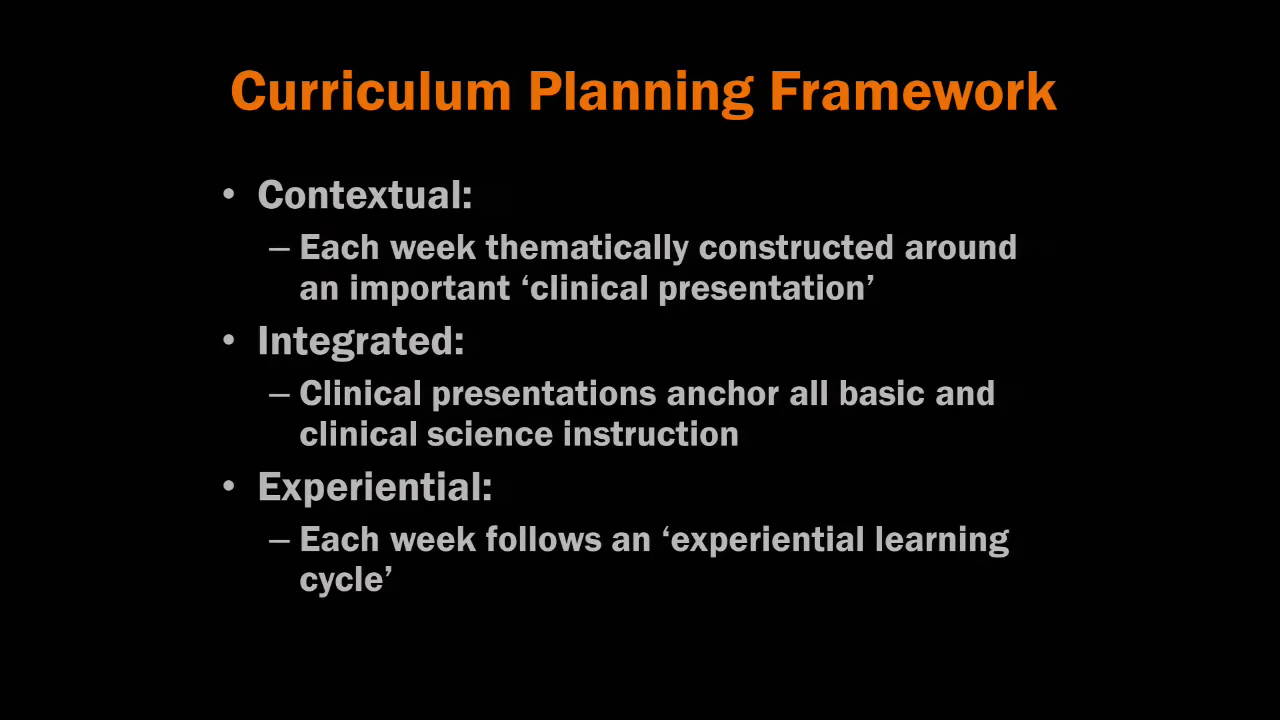 Curriculum Planning Framework
• Contextual:
– Each week thematically constructed around
an important ‘clinical presentation’
• Integrated:
– Clinical presentations anchor all basic and
clinical science instruction
• Experiential:
– Each week follows an ‘experiential learning
cycle’